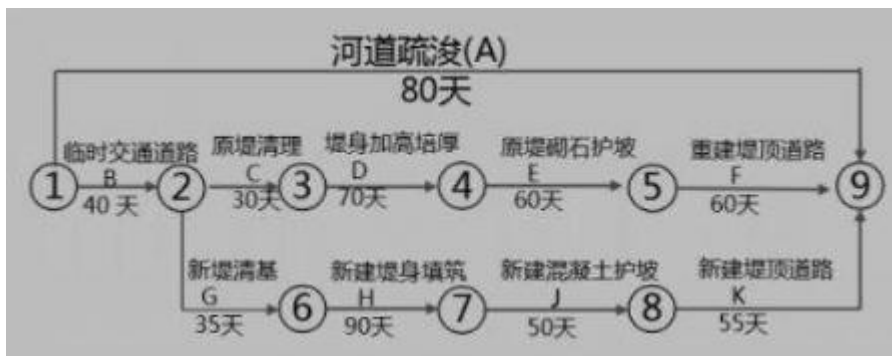 河道疏浚(A)
80天
临时交通道路 原堤清理 堤身加高培厚 原堤砌石护坡 重建堤顶道路
① B ② C ③ D ④ E ⑤ F ⑨
40天 30天 70天 60天 60天
新堤清基 新建堤身填筑 新建混凝土护坡 新建堤顶道路
G ⑥ H ⑦ J ⑧ K
35天 90天 50天 55天